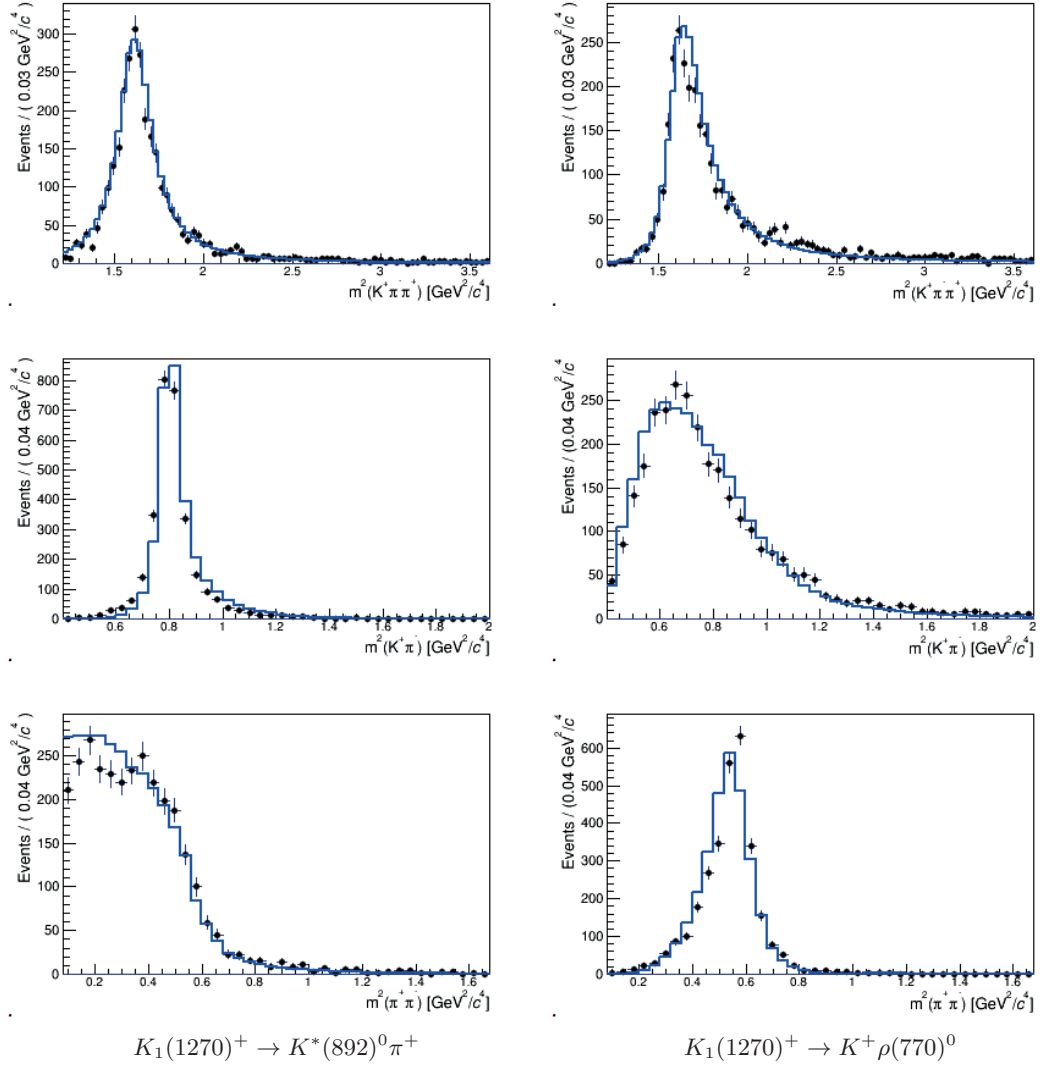 Events / ( 0.03 GeV²/c⁴ )
300
250
200
150
100
50
0
1.5 2 2.5 3 3.5
m²(K⁺π⁻π⁺) [GeV²/c⁴]
.
Events / ( 0.03 GeV²/c⁴ )
250
200
150
100
50
0
1.5 2 2.5 3 3.5
m²(K⁺π⁻π⁺) [GeV²/c⁴]
.
Events / ( 0.04 GeV²/c⁴ )
800
700
600
500
400
300
200
100
0
0.6 0.8 1 1.2 1.4 1.6 1.8 2
m²(K⁺π⁻) [GeV²/c⁴]
.
Events / (0.04 GeV²/c⁴)
250
200
150
100
50
0
0.6 0.8 1 1.2 1.4 1.6 1.8 2
m²(K⁺π⁻) [GeV²/c⁴]
.
Events / ( 0.04 GeV²/c⁴ )
250
200
150
100
50
0
0.2 0.4 0.6 0.8 1 1.2 1.4 1.6
m²(π⁺π⁻) [GeV²/c⁴]
.
Events / (0.04 GeV²/c⁴)
600
500
400
300
200
100
0
0.2 0.4 0.6 0.8 1 1.2 1.4 1.6
m²(π⁺π⁻) [GeV²/c⁴]
.
K₁(1270)⁺ → K*(892)⁰π⁺
K₁(1270)⁺ → K⁺ρ(770)⁰